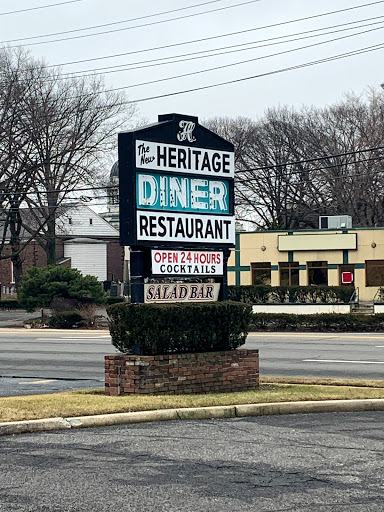 H
The New HERITAGE
DINER
RESTAURANT
OPEN 24 HOURS
COCKTAILS
SALAD BAR